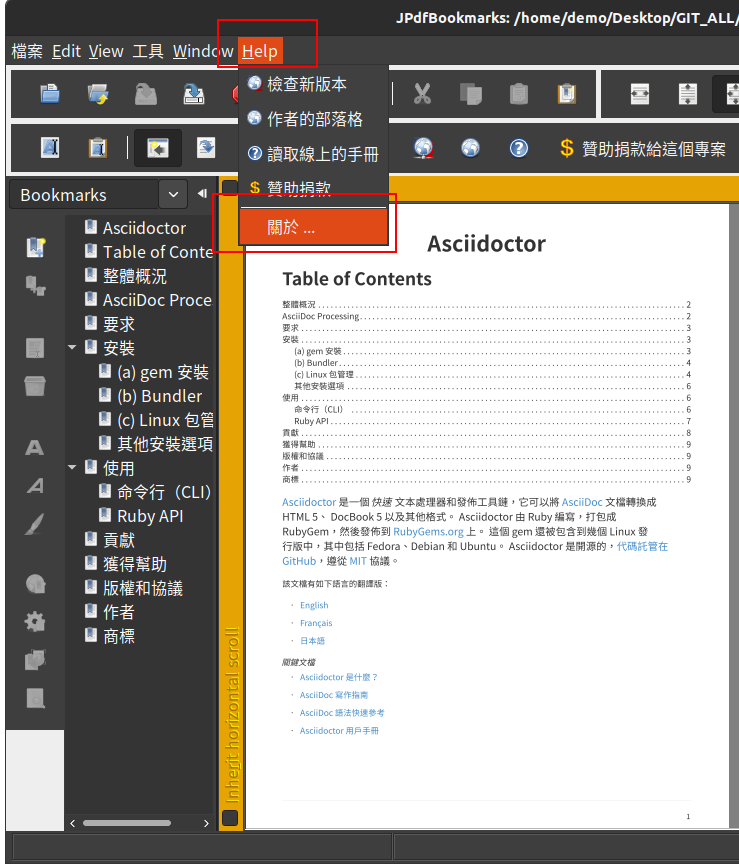 JPdfBookmarks: /home/demo/Desktop/GIT_ALL/
檔案 Edit View 工具 Window Help
檢查新版本
作者的部落格
讀取線上的手冊
贊助捐款
關於 ...
贊助捐款給這個專案
Bookmarks
Asciidoctor
Table of Conte
整體概況
AsciiDoc Proce
要求
安裝
(a) gem 安裝
(b) Bundler
(c) Linux 包管
其他安裝選項
使用
命令行（CLI）
Ruby API
貢獻
獲得幫助
版權和協議
作者
商標
Inherit horizontal scroll
Asciidoctor
Table of Contents
整體概況 2
AsciiDoc Processing 2
要求 3
安裝 3
(a) gem 安裝 3
(b) Bundler 4
(c) Linux 包管理 4
其他安裝選項 6
使用 6
命令行（CLI） 6
Ruby API 7
貢獻 8
獲得幫助 9
版權和協議 9
作者 9
商標 9
Asciidoctor 是一個 快速 文本處理器和發佈工具鏈，它可以將 AsciiDoc 文檔轉換成
HTML 5、 DocBook 5 以及其他格式。 Asciidoctor 由 Ruby 編寫，打包成
RubyGem，然後發佈到 RubyGems.org 上。 這個 gem 還被包含到幾個 Linux 發
行版中，其中包括 Fedora、Debian 和 Ubuntu。 Asciidoctor 是開源的，代碼託管在
GitHub，遵從 MIT 協議。
該文檔有如下語言的翻譯版：
· English
· Français
· 日本語
關鍵文檔
· Asciidoctor 是什麼？
· AsciiDoc 寫作指南
· AsciiDoc 語法快速參考
· Asciidoctor 用戶手冊
1